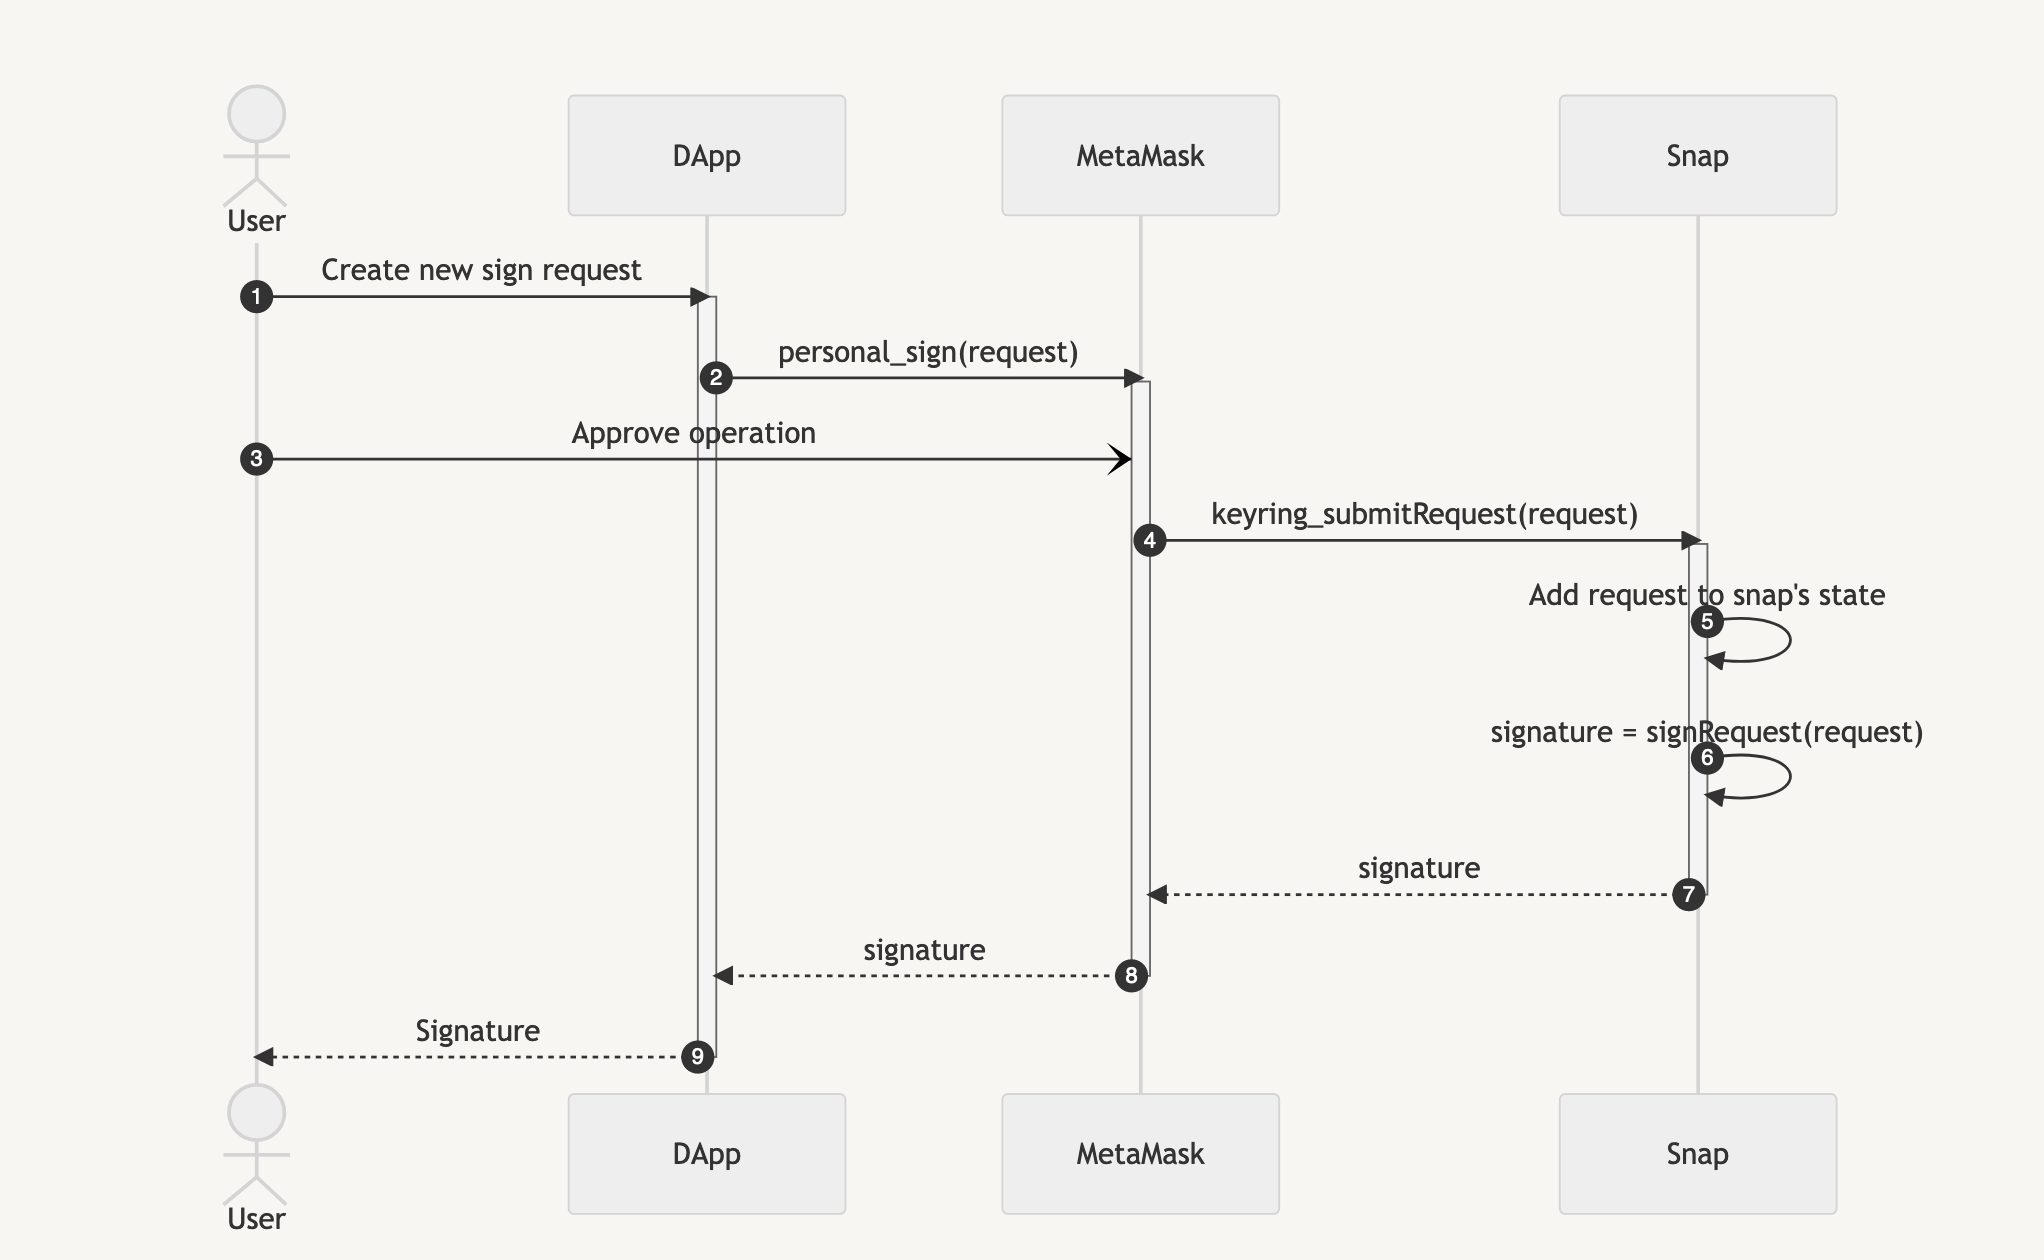 User
DApp
MetaMask
Snap
Create new sign request
1
personal_sign(request)
2
Approve operation
3
keyring_submitRequest(request)
4
Add request to snap's state
5
signature = signRequest(request)
6
signature
7
signature
8
Signature
9
User
DApp
MetaMask
Snap